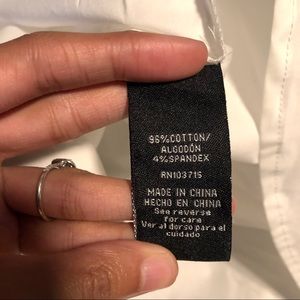 96%COTTON/
ALGODÓN
4%SPANDEX
RN103715
MADE IN CHINA
HECHO EN CHINA
See reverse
for care
Ver al dorso para el
cuidado